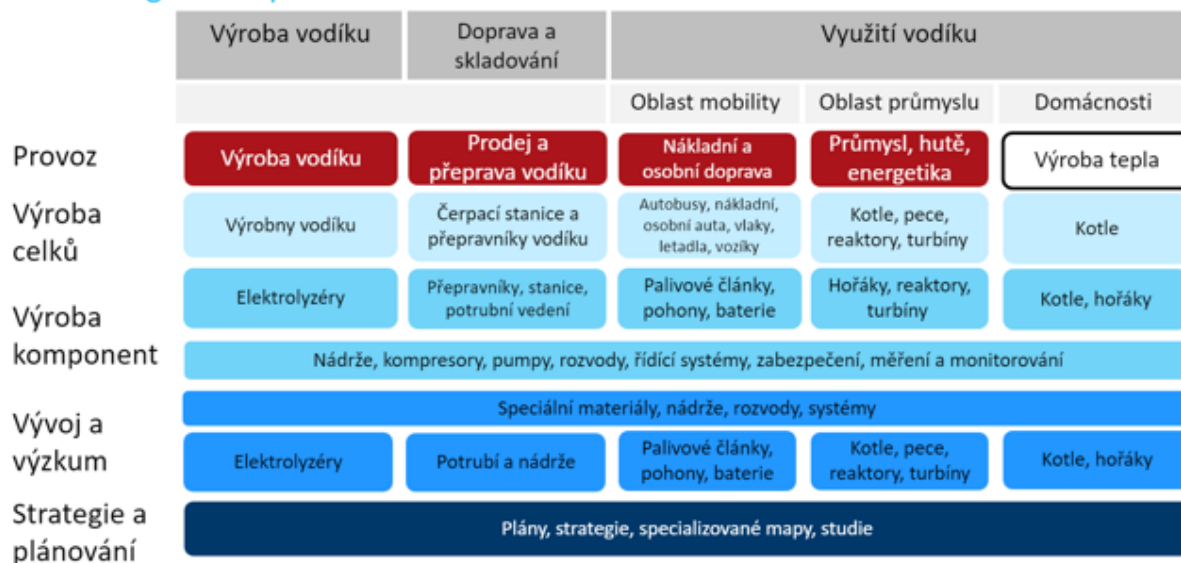 Výroba vodíku
Doprava a
skladování
Využití vodíku
Oblast mobility
Oblast průmyslu
Domácnosti
Provoz
Výroba vodíku
Prodej a
přeprava vodíku
Nákladní a
osobní doprava
Průmysl, hutě,
energetika
Výroba tepla
Výroba
celků
Výrobny vodíku
Čerpací stanice a
přepravníky vodíku
Autobusy, nákladní,
osobní auta, vlaky,
letadla, vozíky
Kotle, pece,
reaktory, turbíny
Kotle
Výroba
komponent
Elektrolyzéry
Přepravníky, stanice,
potrubní vedení
Palivové články,
pohony, baterie
Hořáky, reaktory,
turbíny
Kotle, hořáky
Nádrže, kompresory, pumpy, rozvody, řídící systémy, zabezpečení, měření a monitorování
Vývoj a
výzkum
Speciální materiály, nádrže, rozvody, systémy
Elektrolyzéry
Potrubí a nádrže
Palivové články,
pohony, baterie
Kotle, pece,
reaktory, turbíny
Kotle, hořáky
Strategie a
plánování
Plány, strategie, specializované mapy, studie